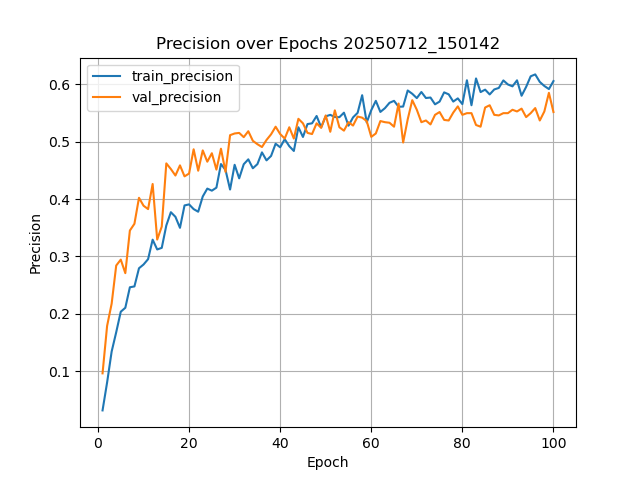 Precision over Epochs 20250712_150142
train_precision
val_precision
0.6
0.5
0.4
0.3
0.2
0.1
Precision
0 20 40 60 80 100
Epoch